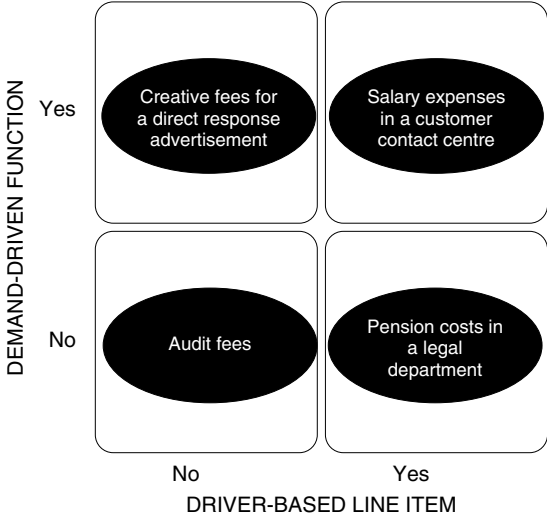 DEMAND-DRIVEN FUNCTION
Yes
Creative fees for
a direct response
advertisement
Salary expenses
in a customer
contact centre
No
Audit fees
Pension costs in
a legal
department
No
Yes
DRIVER-BASED LINE ITEM